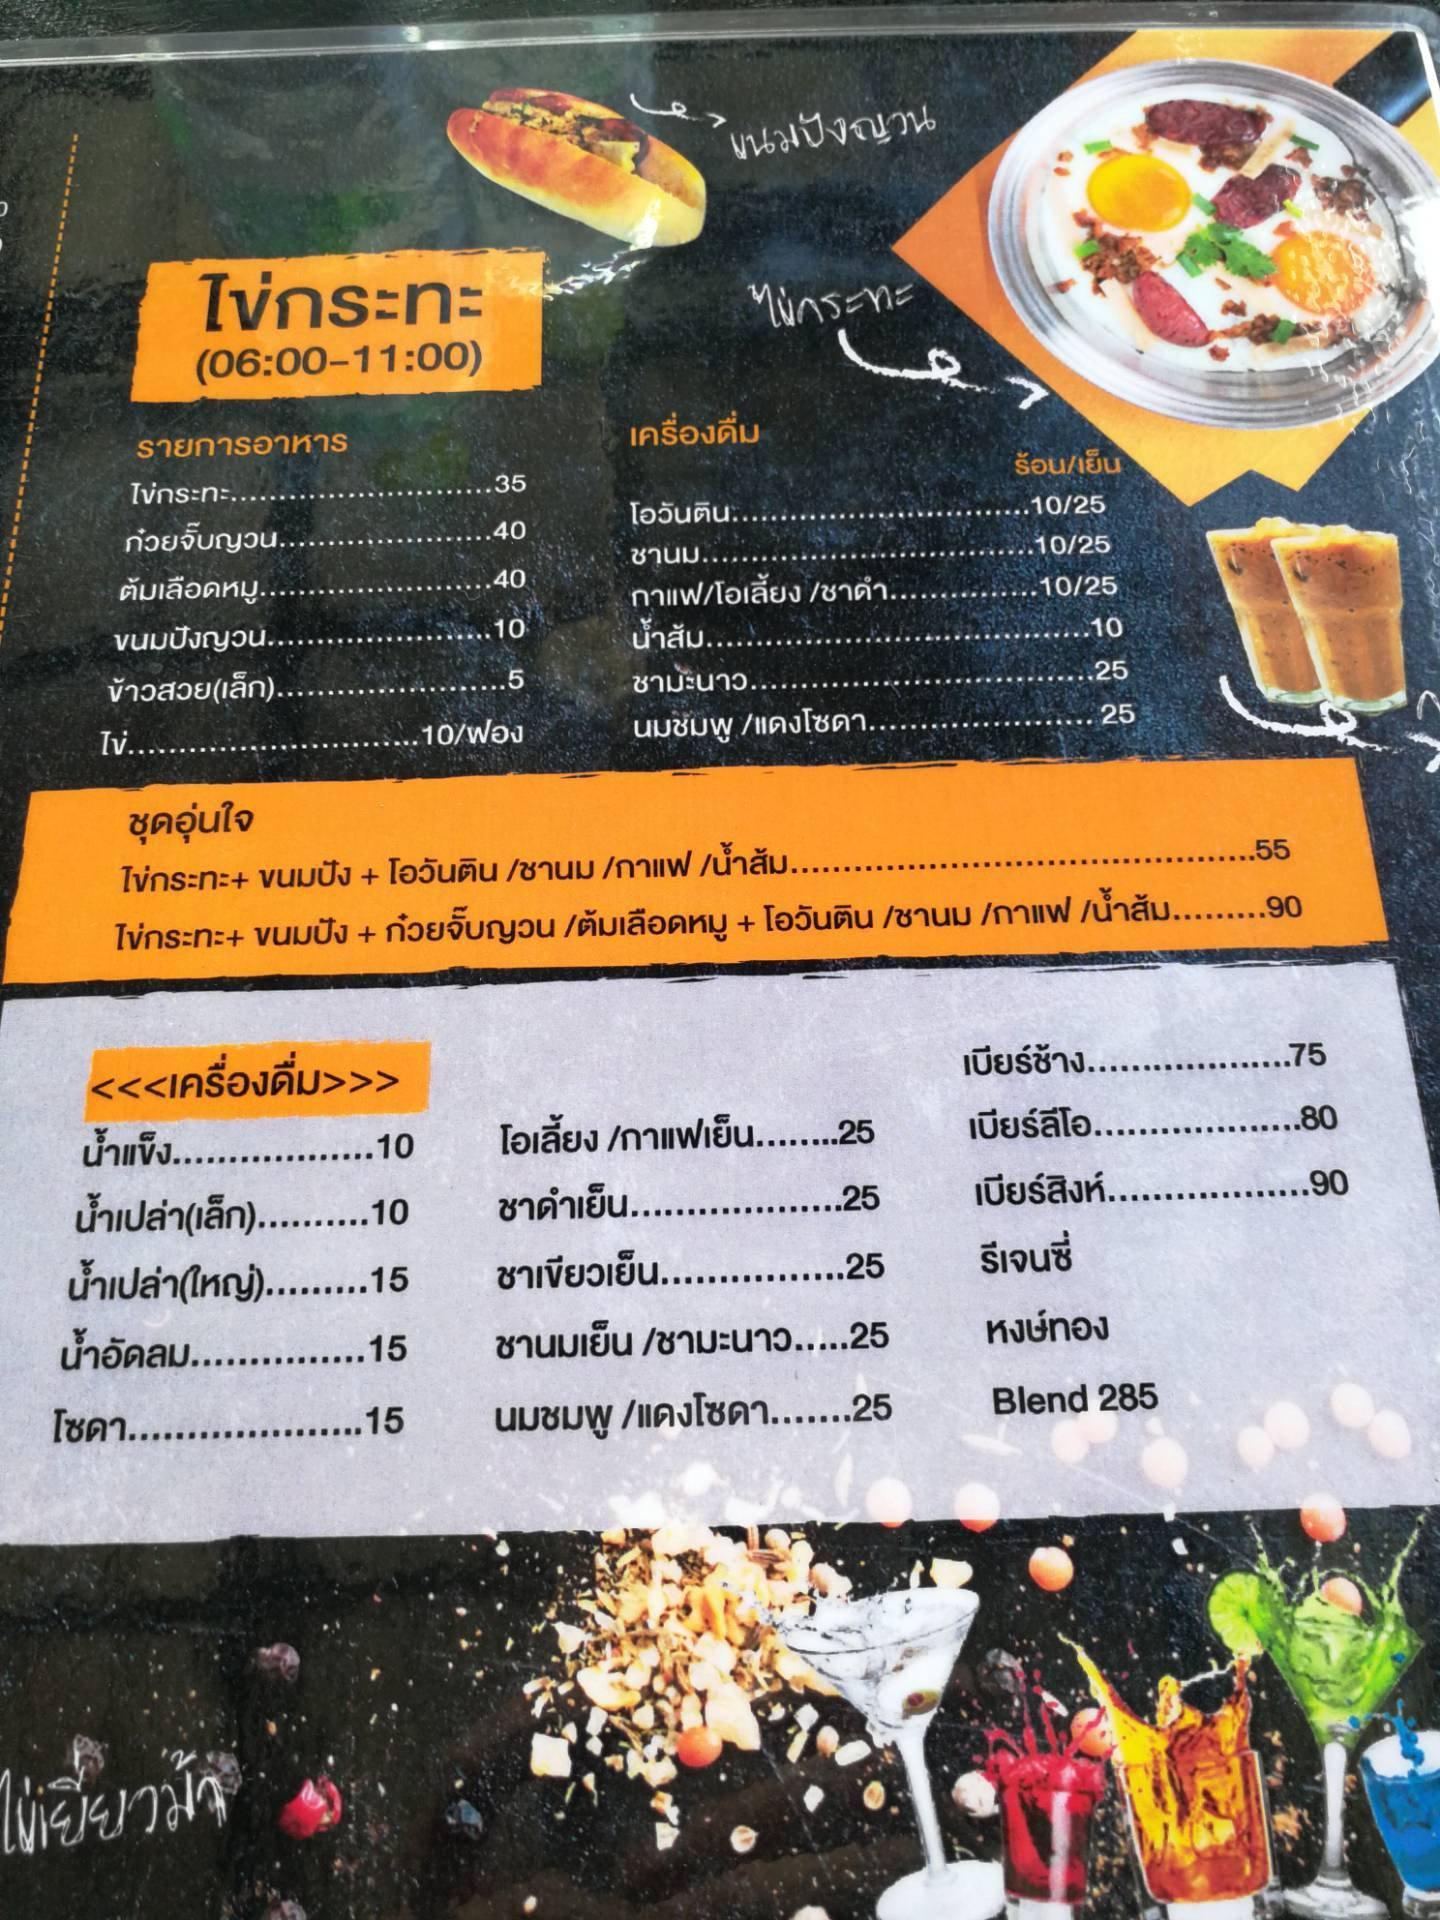 ขนมปังญวน
ไข่กระทะ
(06:00-11:00)
ไข่กระทะ
รายการอาหาร
ไข่กระทะ...........................35
ก๋วยจั๊บญวน......................40
ต้มเลือดหมู........................40
ขนมปังญวน.......................10
ข้าวสวย(เล็ก)........................5
ไข่..............................10/ฟอง
เครื่องดื่ม
ร้อน/เย็น
โอวันติน...............................10/25
ชานม...................................10/25
กาแฟ/โอเลี้ยง /ชาดำ...............10/25
น้ำส้ม........................................10
ชามะนาว....................................25
นมชมพู /แดงโซดา....................... 25
ชุดอุ่นใจ
ไข่กระทะ+ ขนมปัง + โอวันติน /ชานม /กาแฟ /น้ำส้ม...........................................55
ไข่กระทะ+ ขนมปัง + ก๋วยจั๊บญวน /ต้มเลือดหมู + โอวันติน /ชานม /กาแฟ /น้ำส้ม.........90
<<<เครื่องดื่ม>>>
น้ำแข็ง..................10
น้ำเปล่า(เล็ก)..........10
น้ำเปล่า(ใหญ่).........15
น้ำอัดลม...............15
โซดา....................15
โอเลี้ยง /กาแฟเย็น........25
ชาดำเย็น...................25
ชาเขียวเย็น................25
ชานมเย็น /ชามะนาว.....25
นมชมพู /แดงโซดา.......25
เบียร์ช้าง..................75
เบียร์ลีโอ..................80
เบียร์สิงห์..................90
รีเจนซี่
หงษ์ทอง
Blend 285
ไข่เยี่ยวม้า